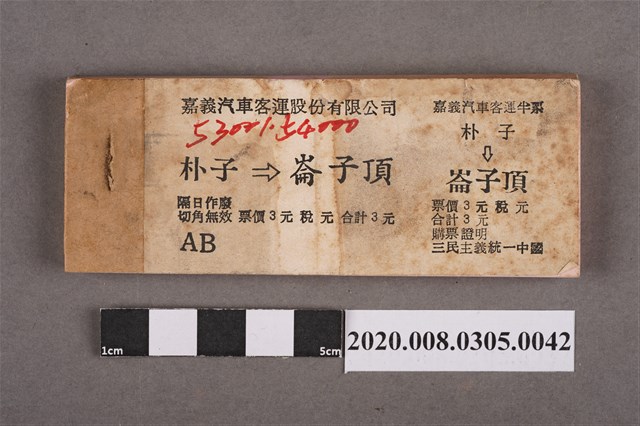 嘉義汽車客運股份有限公司
53001.54000
朴子⇨崙子頂
隔日作廢
切角無效 票價3元 稅 元 合計3元
AB
嘉義汽車客運半票
朴子
⇩
崙子頂
票價3元 稅 元
合計3元
購票證明
三民主義統一中國
1cm
5cm
2020.008.0305.0042